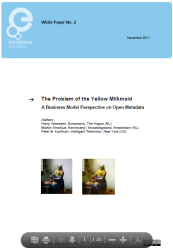 europeana
White Paper No. 2
November 2011
The Problem of the Yellow Milkmaid
A Business Model Perspective on Open Metadata
Authors:
Harry Verwayen, Europeana, The Hague (NL)
Martijn Arnoldus, Kennisland | Knowledgeland, Amsterdam (NL)
Peter B. Kaufman, Intelligent Television, New York (US)